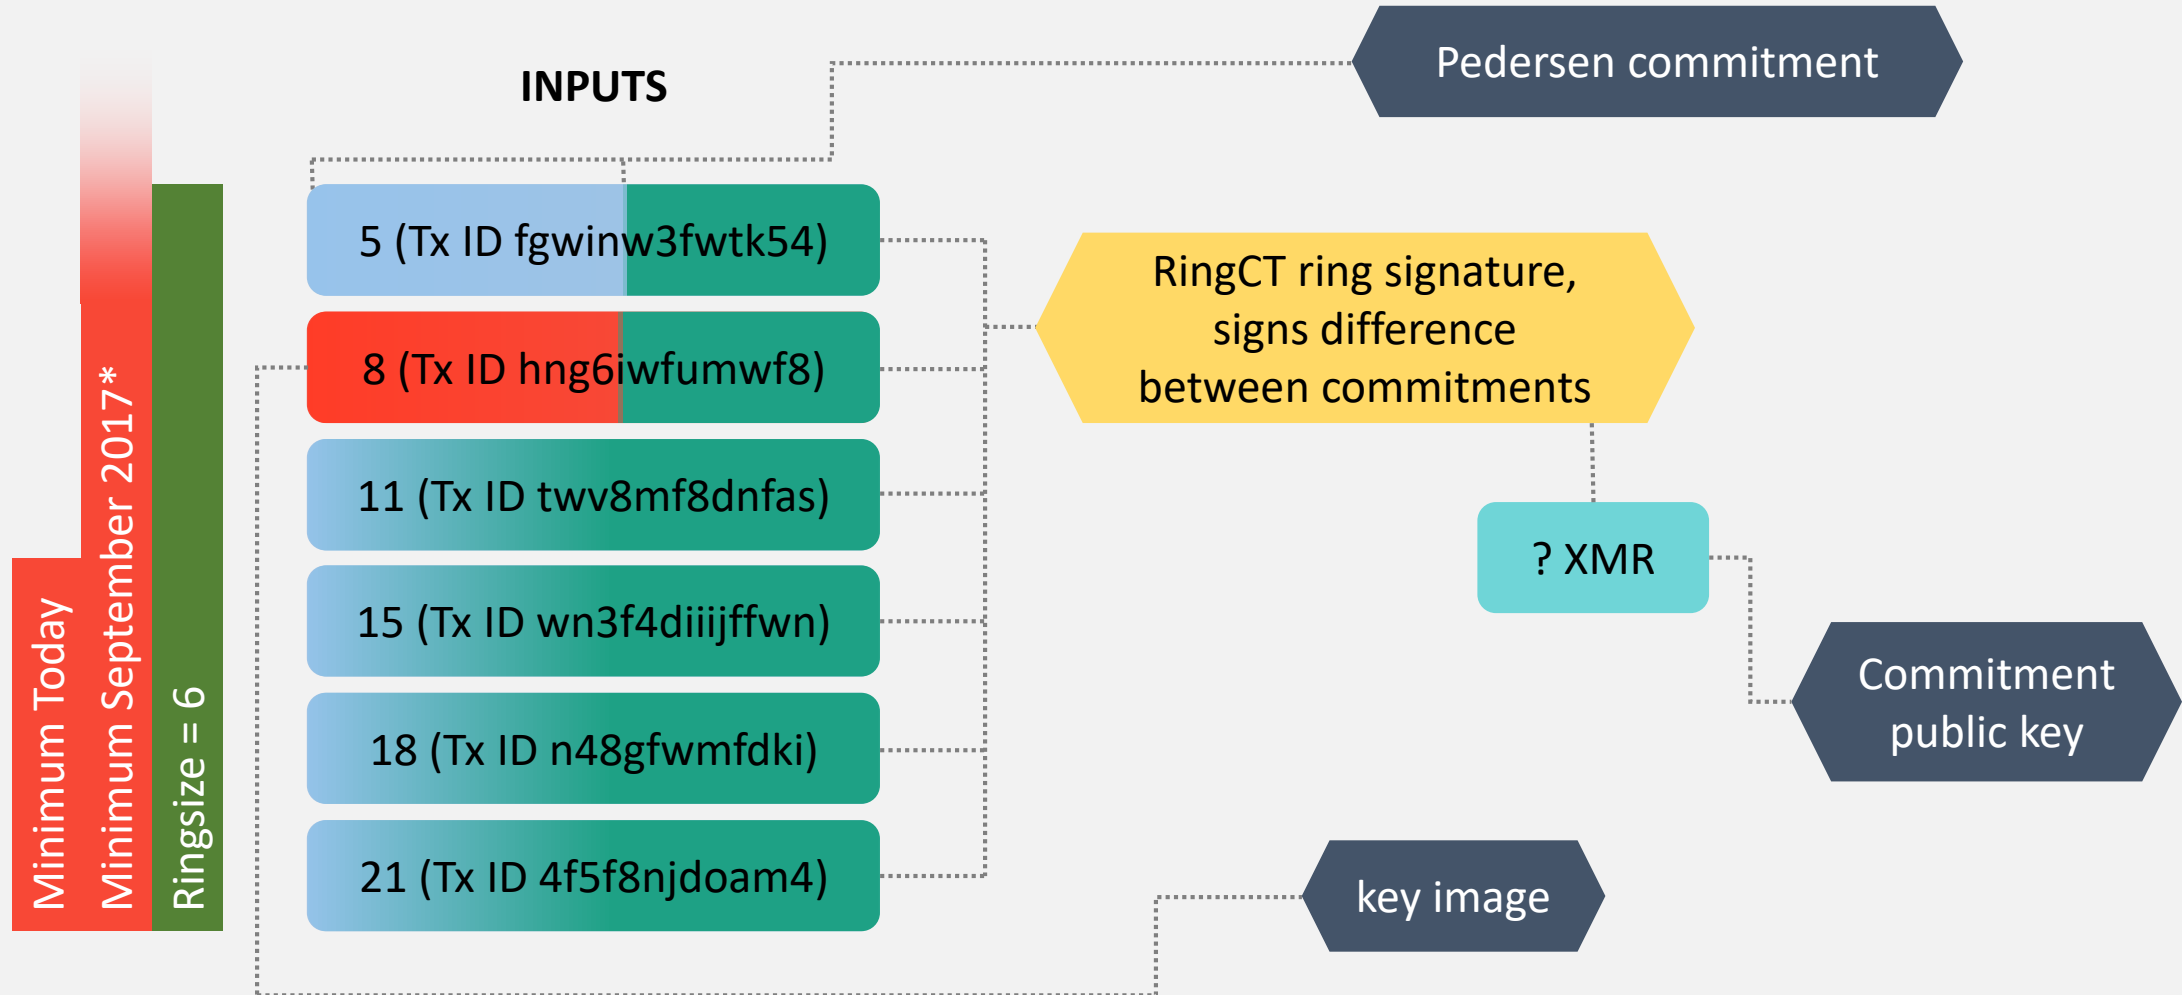 Pedersen commitment
INPUTS
5 (Tx ID fgwinw3fwtk54)
8 (Tx ID hng6iwfumwf8)
11 (Tx ID twv8mf8dnfas)
15 (Tx ID wn3f4diiijffwn)
18 (Tx ID n48gfwmfdki)
21 (Tx ID 4f5f8njdoam4)
RingCT ring signature,
signs difference
between commitments
? XMR
Commitment
public key
key image
Minimum Today
Minimum September 2017*
Ringsize = 6